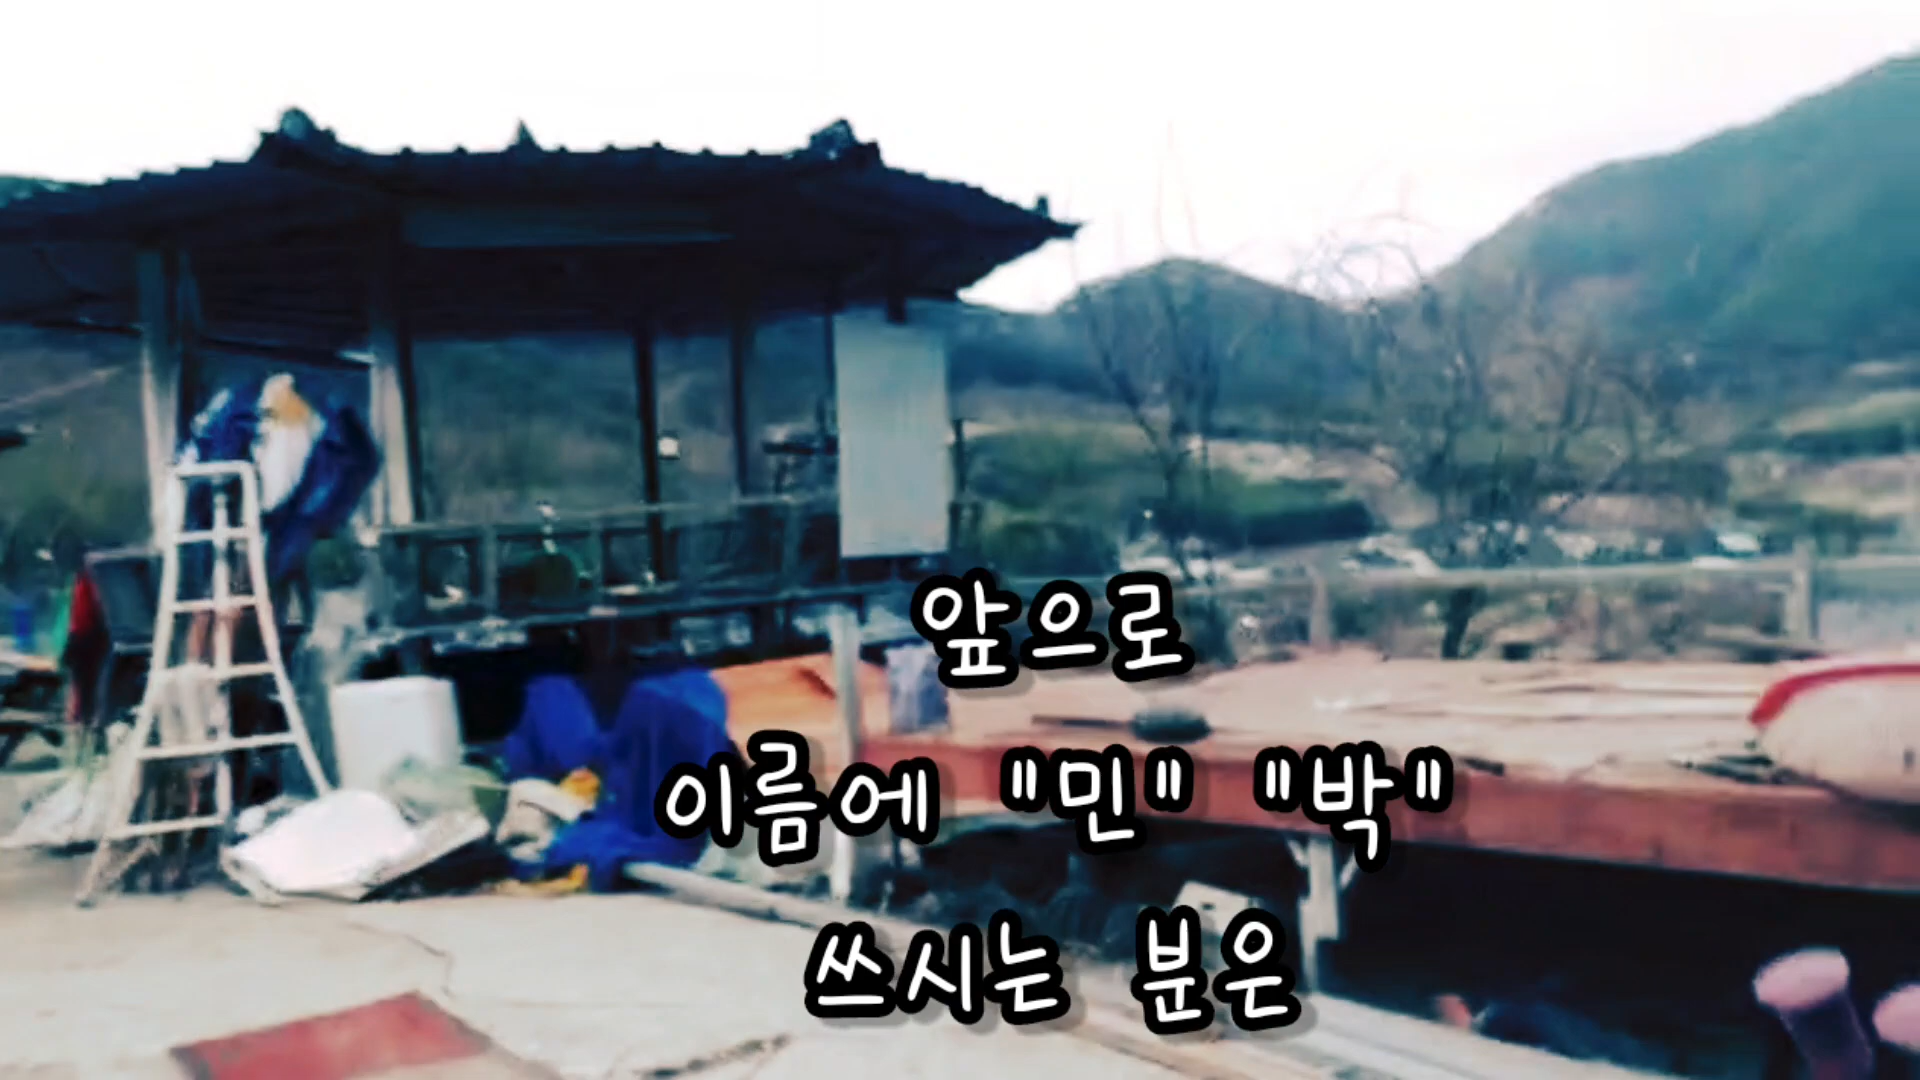 앞으로
이름에 "민" "박"
쓰시는 분은